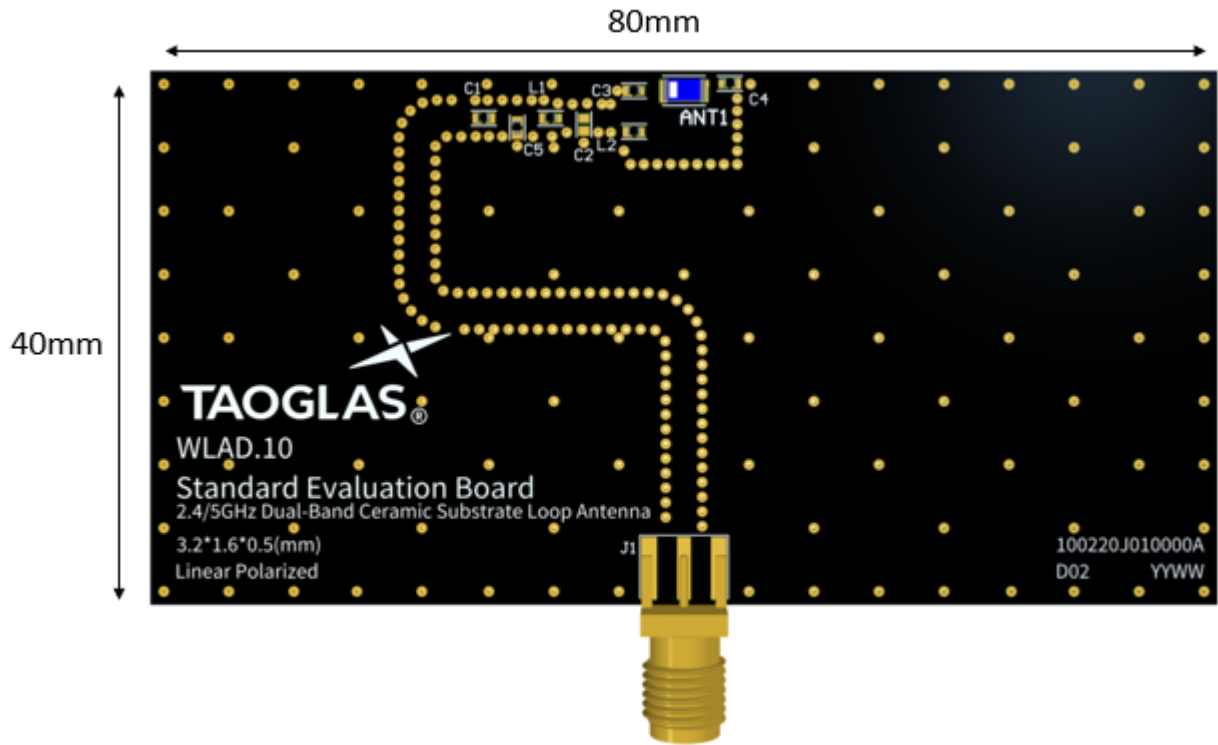 80mm
C1
L1
C3
C4
ANT1
C5
C2
L2
40mm
TAOGLAS®
WLAD.10
Standard Evaluation Board
2.4/5GHz Dual-Band Ceramic Substrate Loop Antenna
3.2*1.6*0.5(mm)
Linear Polarized
J1
100220J010000A
D02 YYWW